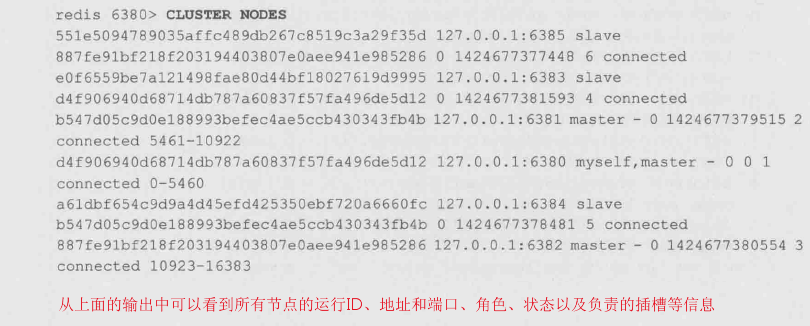 redis 6380> CLUSTER NODES
551e5094789035affc489db267c8519c3a29f35d 127.0.0.1:6385 slave
887fe91bf218f203194403807e0aee941e985286 0 1424677377448 6 connected
e0f6559be7a121498fae80d44bf18027619d9995 127.0.0.1:6383 slave
d4f906940d68714db787a60837f57fa496de5d12 0 1424677381593 4 connected
b547d05c9d0e188993befec4ae5ccb430343fb4b 127.0.0.1:6381 master - 0 1424677379515 2
connected 5461-10922
d4f906940d68714db787a60837f57fa496de5d12 127.0.0.1:6380 myself,master - 0 0 1
connected 0-5460
a61dbf654c9d9a4d45efd425350ebf720a6660fc 127.0.0.1:6384 slave
b547d05c9d0e188993befec4ae5ccb430343fb4b 0 1424677378481 5 connected
887fe91bf218f203194403807e0aee941e985286 127.0.0.1:6382 master - 0 1424677380554 3
connected 10923-16383
从上面的输出中可以看到所有节点的运行ID、地址和端口、角色、状态以及负责的插槽等信息